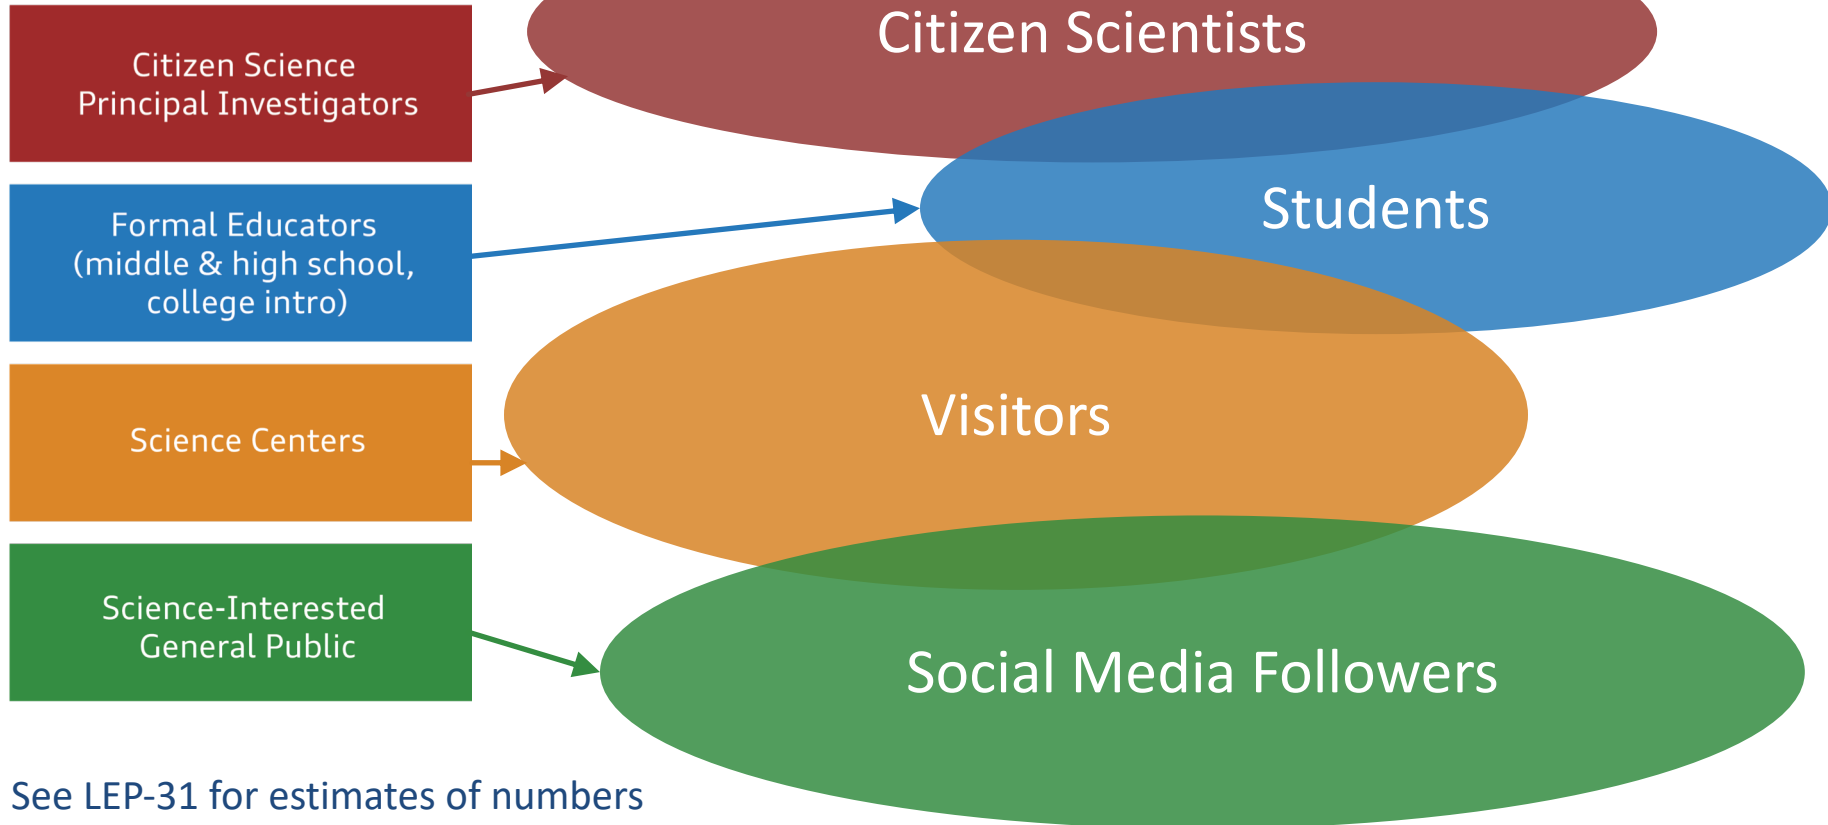 Citizen Scientists
Citizen Science
Principal Investigators
Students
Formal Educators
(middle & high school,
college intro)
Visitors
Science Centers
Science-Interested
General Public
Social Media Followers
See LEP-31 for estimates of numbers